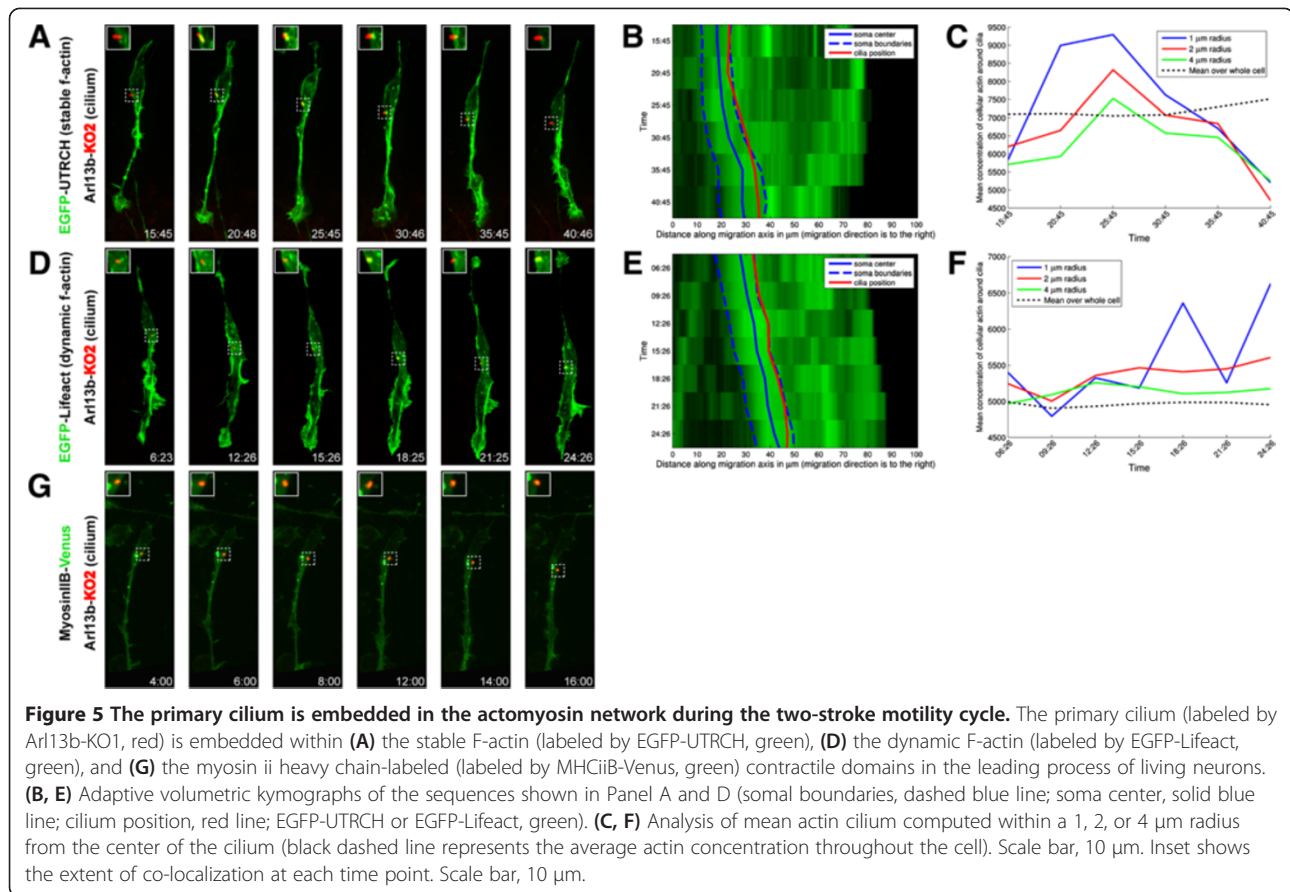 A
EGFP-UTRCH (stable f-actin)
Arl13b-KO2 (cilium)
15:45
20:48
25:45
30:46
35:45
40:46
B
soma center
soma boundaries
cilia position
Time
15:45
20:45
25:45
30:45
35:45
40:45
0 10 20 30 40 50 60 70 80 90 100
Distance along migration axis in μm (migration direction is to the right)
C
1 μm radius
2 μm radius
4 μm radius
Mean over whole cell
Mean concentration of cellular actin around cilia
9500
9000
8500
8000
7500
7000
6500
6000
5500
5000
4500
15:45 20:45 25:45 30:45 35:45 40:45
Time
D
EGFP-Lifeact (dynamic f-actin)
Arl13b-KO2 (cilium)
6:23
12:26
15:26
18:25
21:25
24:26
E
soma center
soma boundaries
cilia position
Time
06:26
09:26
12:26
15:26
18:26
21:26
24:26
0 10 20 30 40 50 60 70 80 90 100
Distance along migration axis in μm (migration direction is to the right)
F
1 μm radius
2 μm radius
4 μm radius
Mean over whole cell
Mean concentration of cellular actin around cilia
7000
6500
6000
5500
5000
4500
06:26 09:26 12:26 15:26 18:26 21:26 24:26
Time
G
MyosinIIB-Venus
Arl13b-KO2 (cilium)
4:00
6:00
8:00
12:00
14:00
16:00
Figure 5 The primary cilium is embedded in the actomyosin network during the two-stroke motility cycle. The primary cilium (labeled by
Arl13b-KO1, red) is embedded within (A) the stable F-actin (labeled by EGFP-UTRCH, green), (D) the dynamic F-actin (labeled by EGFP-Lifeact,
green), and (G) the myosin ii heavy chain-labeled (labeled by MHCiiB-Venus, green) contractile domains in the leading process of living neurons.
(B, E) Adaptive volumetric kymographs of the sequences shown in Panel A and D (somal boundaries, dashed blue line; soma center, solid blue
line; cilium position, red line; EGFP-UTRCH or EGFP-Lifeact, green). (C, F) Analysis of mean actin cilium computed within a 1, 2, or 4 μm radius
from the center of the cilium (black dashed line represents the average actin concentration throughout the cell). Scale bar, 10 μm. Inset shows
the extent of co-localization at each time point. Scale bar, 10 μm.